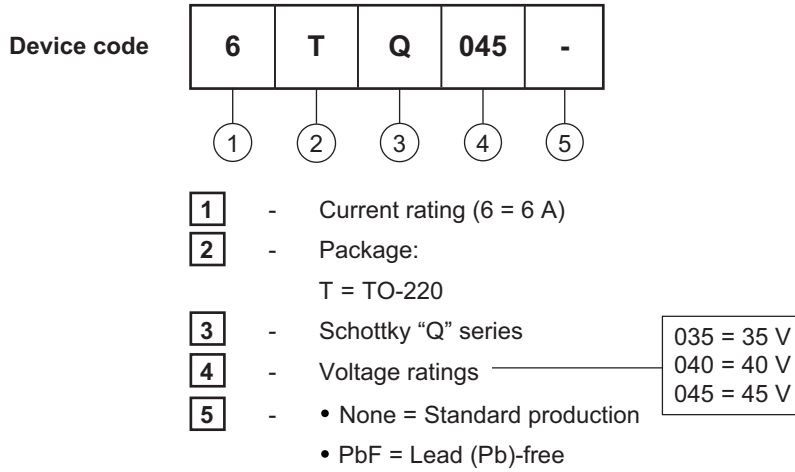 Device code 6 T Q 045 -
1 2 3 4 5
1 - Current rating (6 = 6 A)
2 - Package:
T = TO-220
3 - Schottky “Q” series
4 - Voltage ratings
035 = 35 V
040 = 40 V
045 = 45 V
5 - • None = Standard production
• PbF = Lead (Pb)-free